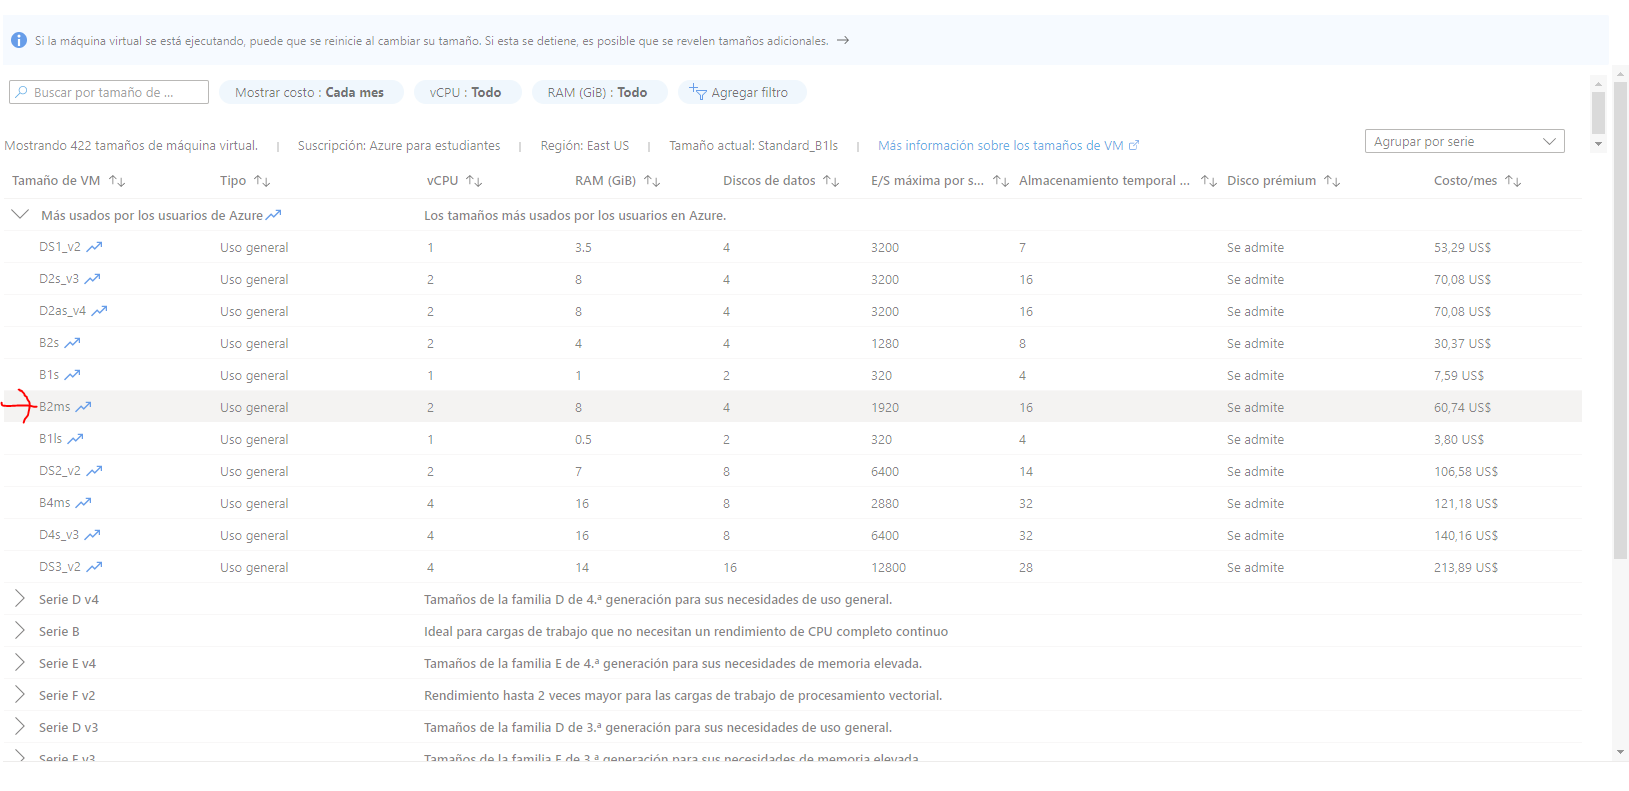 Si la máquina virtual se está ejecutando, puede que se reinicie al cambiar su tamaño. Si esta se detiene, es posible que se revelen tamaños adicionales. →
Buscar por tamaño de ... Mostrar costo : Cada mes vCPU : Todo RAM (GiB) : Todo Agregar filtro
Mostrando 422 tamaños de máquina virtual. | Suscripción: Azure para estudiantes | Región: East US | Tamaño actual: Standard_B1ls | Más información sobre los tamaños de VM Agrupar por serie
Tamaño de VM ↑↓ Tipo ↑↓ vCPU ↑↓ RAM (GiB) ↑↓ Discos de datos ↑↓ E/S máxima por s... ↑↓ Almacenamiento temporal ... ↑↓ Disco prémium ↑↓ Costo/mes ↑↓
Más usados por los usuarios de Azure Los tamaños más usados por los usuarios en Azure.
DS1_v2 Uso general 1 3.5 4 3200 7 Se admite 53,29 US$
D2s_v3 Uso general 2 8 4 3200 16 Se admite 70,08 US$
D2as_v4 Uso general 2 8 4 3200 16 Se admite 70,08 US$
B2s Uso general 2 4 4 1280 8 Se admite 30,37 US$
B1s Uso general 1 1 2 320 4 Se admite 7,59 US$
B2ms Uso general 2 8 4 1920 16 Se admite 60,74 US$
B1ls Uso general 1 0.5 2 320 4 Se admite 3,80 US$
DS2_v2 Uso general 2 7 8 6400 14 Se admite 106,58 US$
B4ms Uso general 4 16 8 2880 32 Se admite 121,18 US$
D4s_v3 Uso general 4 16 8 6400 32 Se admite 140,16 US$
DS3_v2 Uso general 4 14 16 12800 28 Se admite 213,89 US$
Serie D v4 Tamaños de la familia D de 4.ª generación para sus necesidades de uso general.
Serie B Ideal para cargas de trabajo que no necesitan un rendimiento de CPU completo continuo
Serie E v4 Tamaños de la familia E de 4.ª generación para sus necesidades de memoria elevada.
Serie F v2 Rendimiento hasta 2 veces mayor para las cargas de trabajo de procesamiento vectorial.
Serie D v3 Tamaños de la familia D de 3.ª generación para sus necesidades de uso general.
Serie E v3 Tamaños de la familia E de 3.ª generación para sus necesidades de memoria elevada.